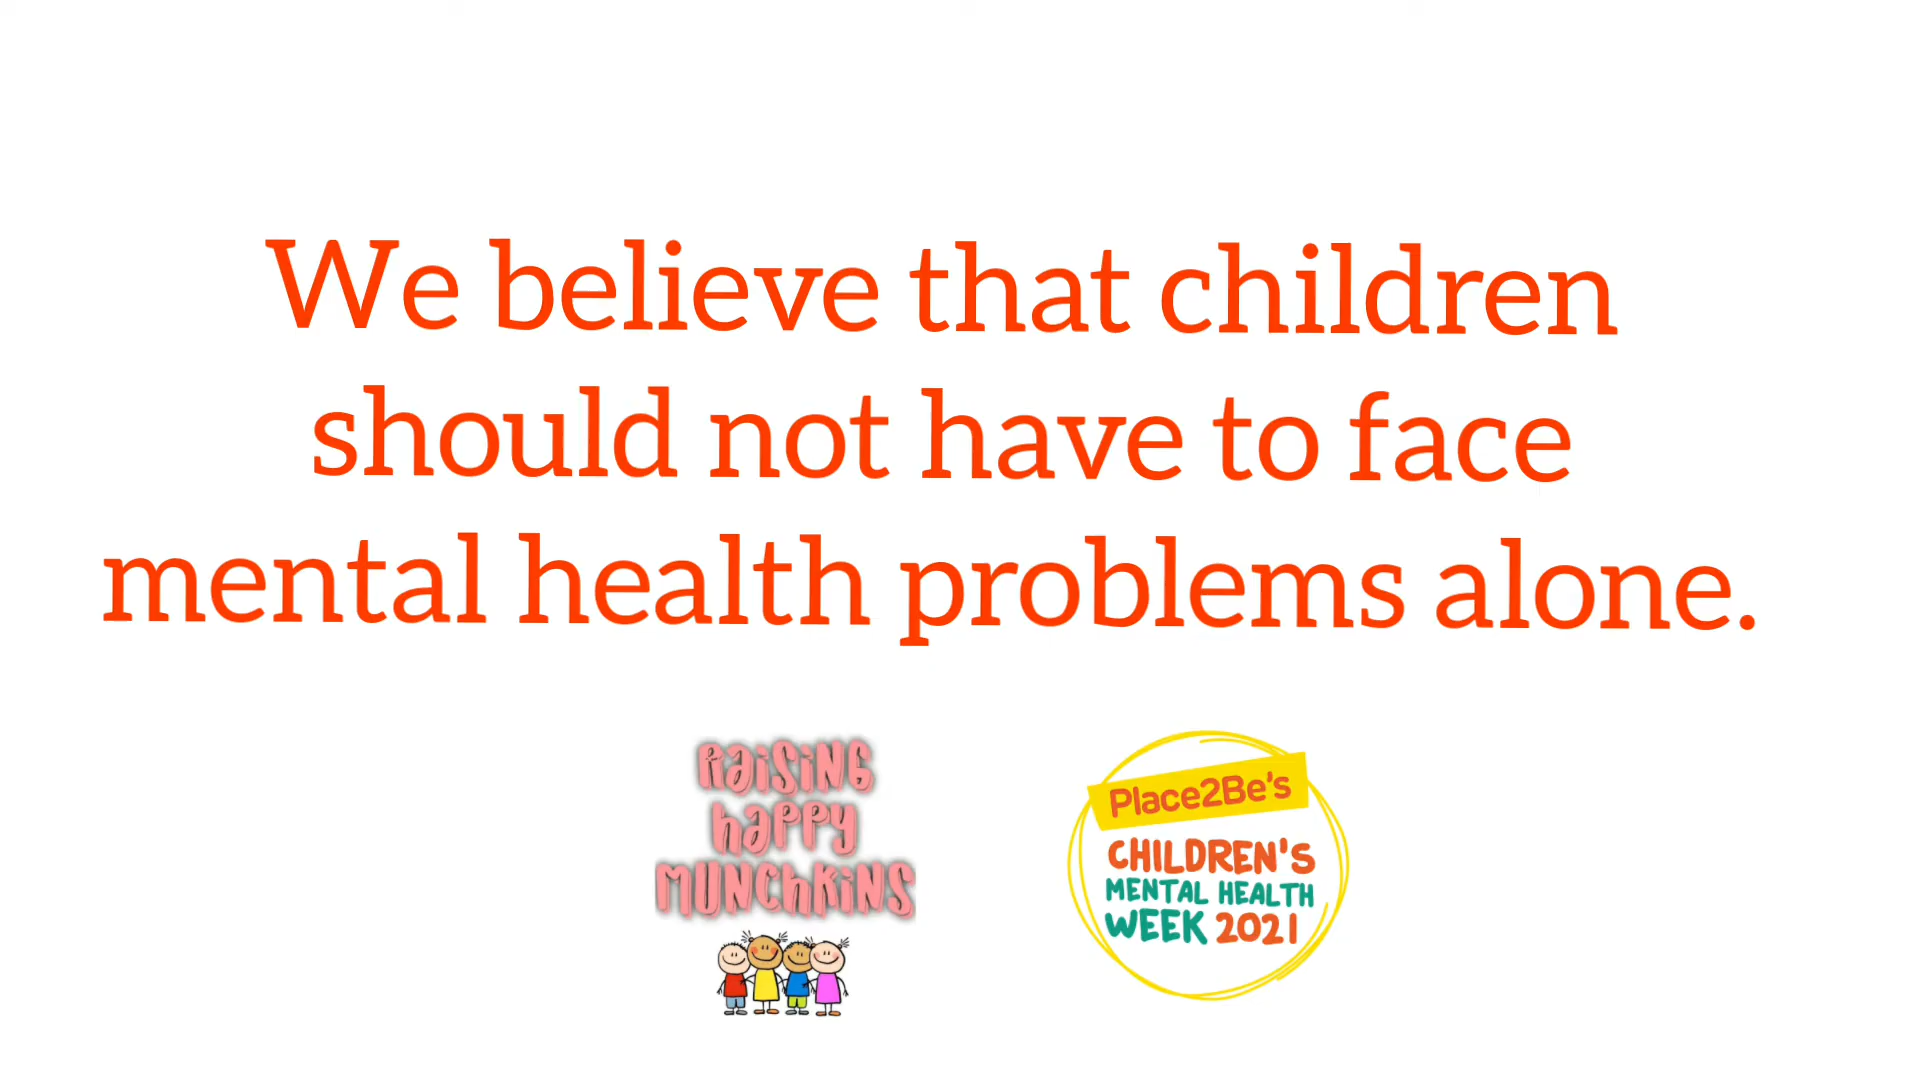 We believe that children
should not have to face
mental health problems alone.
RAISING
HAPPY
MUNCHKINS
Place2Be's
CHILDREN'S
MENTAL HEALTH
WEEK 2021